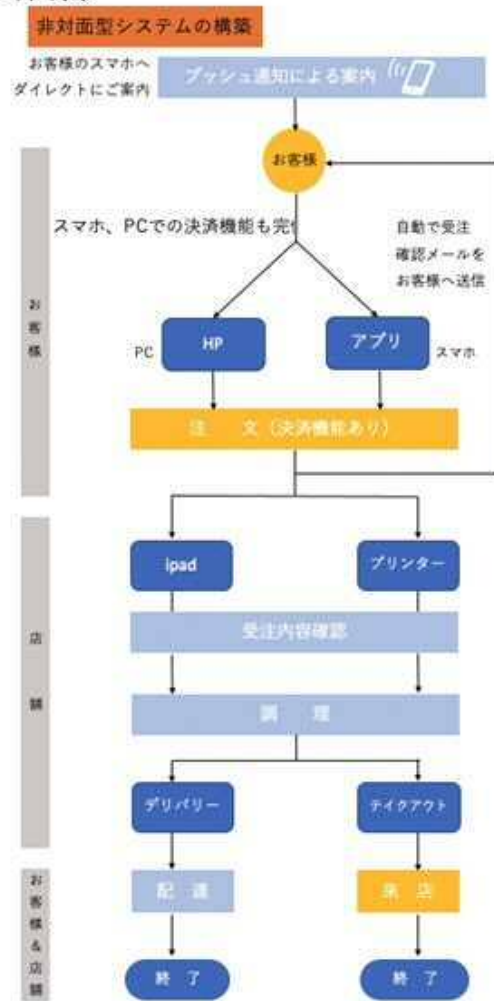 非対面型システムの構築
お客様のスマホへ
ダイレクトにご案内
プッシュ通知による案内
お客様
スマホ、PCでの決済機能も完
自動で受注
確認メールを
お客様へ送信
お客様
PC
HP
アプリ
スマホ
注 文（決済機能あり）
ipad
プリンター
受注内容確認
店 舗
調 理
デリバリー
テイクアウト
お客様&店舗
配 達
来 店
終 了
終 了